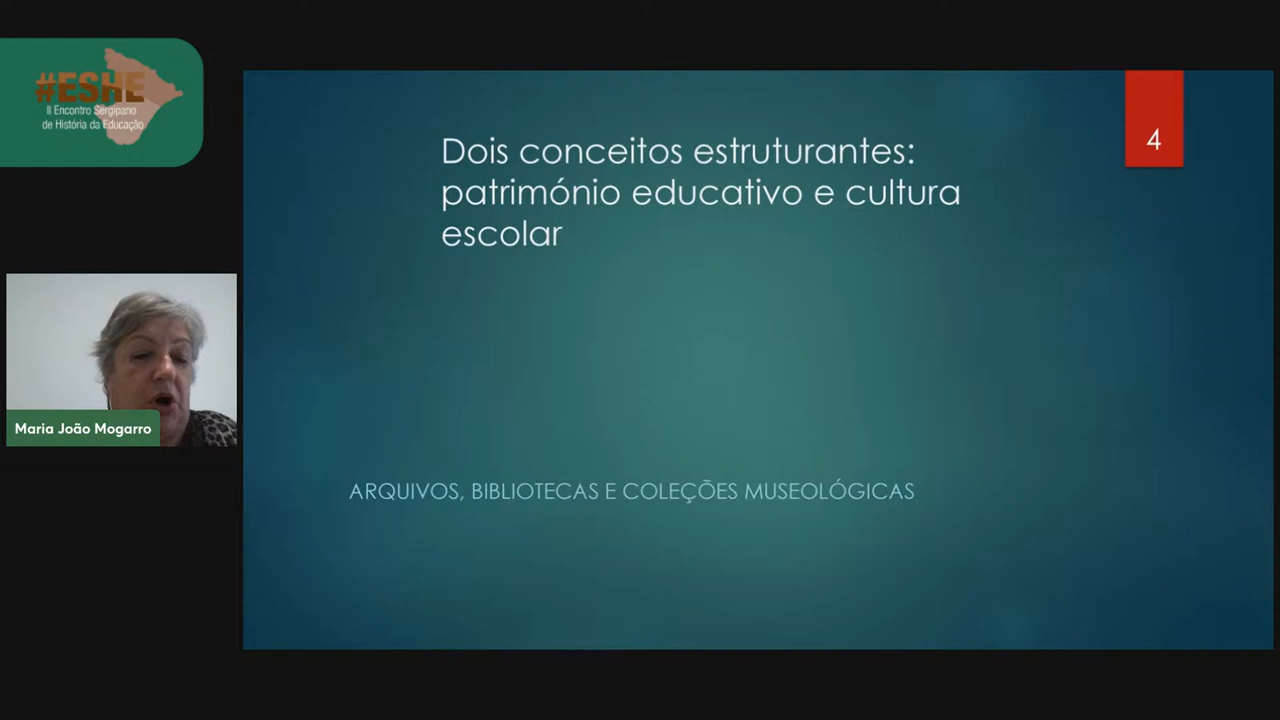 #ESHE
II Encontro Sergipano
de História da Educação
4
Dois conceitos estruturantes:
património educativo e cultura
escolar
Maria João Mogarro
ARQUIVOS, BIBLIOTECAS E COLEÇÕES MUSEOLÓGICAS